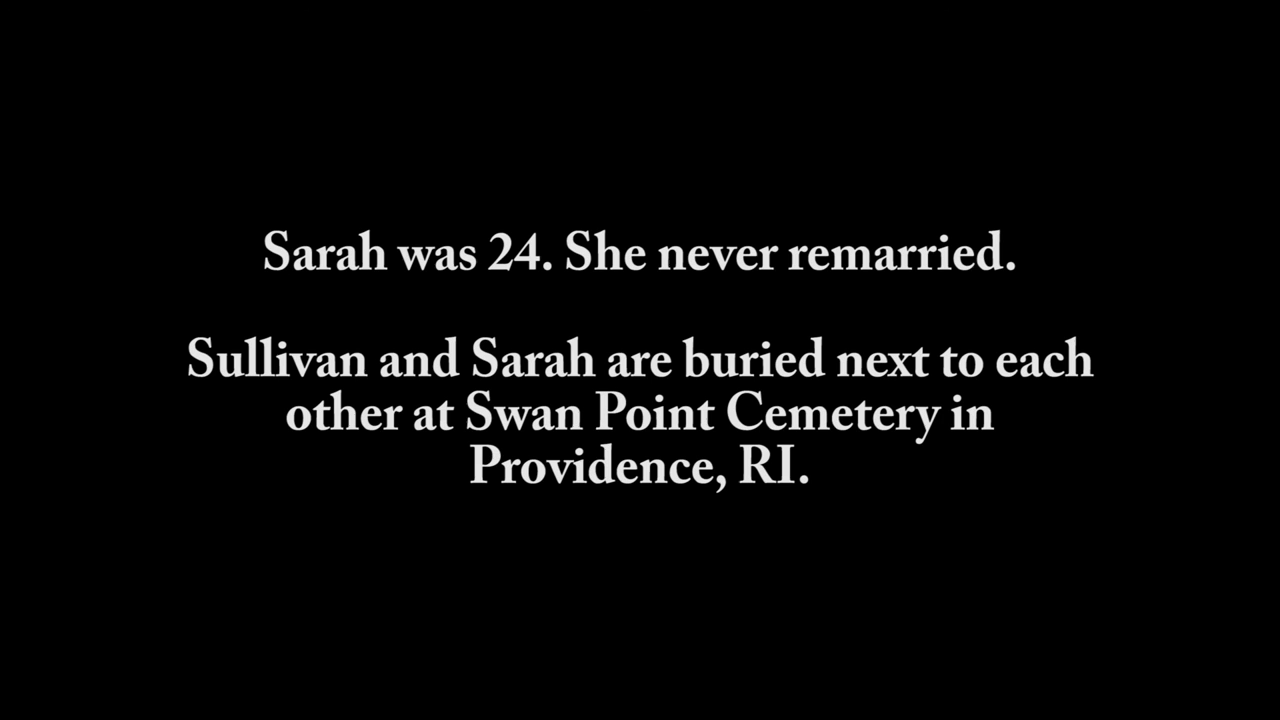 Sarah was 24. She never remarried.
Sullivan and Sarah are buried next to each
other at Swan Point Cemetery in
Providence, RI.